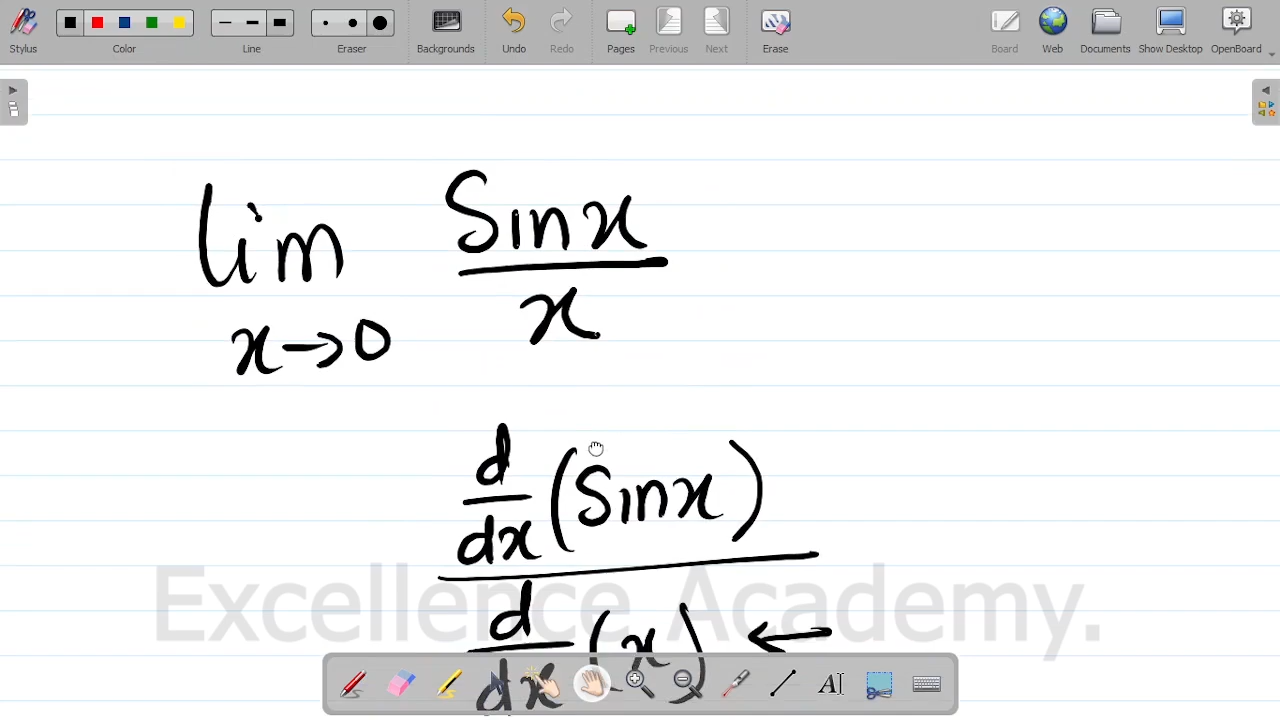 Stylus Color Line Eraser Backgrounds Undo Redo Pages Previous Next Erase Board Web Documents Show Desktop OpenBoard
lim Sinx
x→0 x
d/dx (Sinx)
Excellence Academy.
d/dx (x) ←